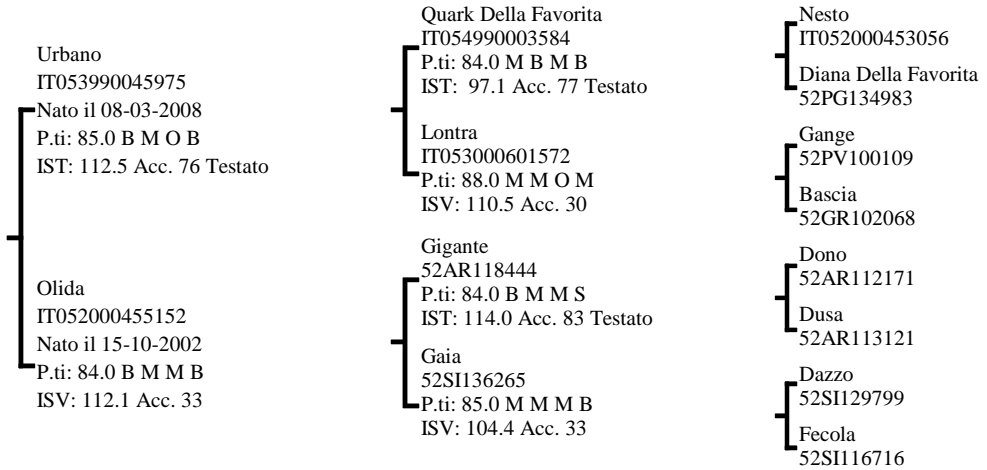 Urbano
IT053990045975
Nato il 08-03-2008
P.ti: 85.0 B M O B
IST: 112.5 Acc. 76 Testato
Olida
IT052000455152
Nato il 15-10-2002
P.ti: 84.0 B M M B
ISV: 112.1 Acc. 33
Quark Della Favorita
IT054990003584
P.ti: 84.0 M B M B
IST: 97.1 Acc. 77 Testato
Lontra
IT053000601572
P.ti: 88.0 M M O M
ISV: 110.5 Acc. 30
Gigante
52AR118444
P.ti: 84.0 B M M S
IST: 114.0 Acc. 83 Testato
Gaia
52SI136265
P.ti: 85.0 M M M B
ISV: 104.4 Acc. 33
Nesto
IT052000453056
Diana Della Favorita
52PG134983
Gange
52PV100109
Bascia
52GR102068
Dono
52AR112171
Dusa
52AR113121
Dazzo
52SI129799
Fecola
52SI116716